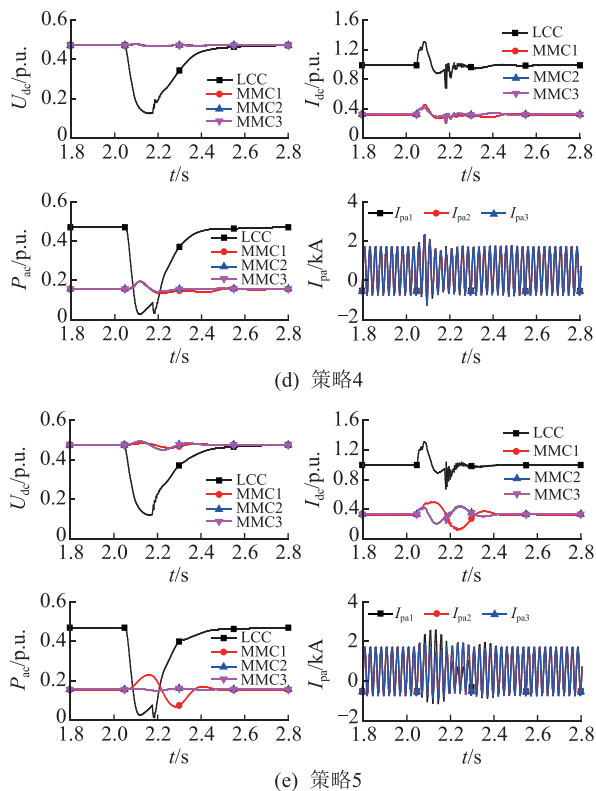 0.6
0.4
0.2
0
U_dc/p.u.
LCC
MMC1
MMC2
MMC3
1.8 2.0 2.2 2.4 2.6 2.8
t/s
1.8
1.2
0.6
0
I_dc/p.u.
LCC
MMC1
MMC2
MMC3
1.8 2.0 2.2 2.4 2.6 2.8
t/s
0.6
0.4
0.2
0
P_ac/p.u.
LCC
MMC1
MMC2
MMC3
1.8 2.0 2.2 2.4 2.6 2.8
t/s
4
2
0
−2
I_pa/kA
I_pa1 I_pa2 I_pa3
1.8 2.0 2.2 2.4 2.6 2.8
t/s
(d) 策略4
0.6
0.4
0.2
0
U_dc/p.u.
LCC
MMC1
MMC2
MMC3
1.8 2.0 2.2 2.4 2.6 2.8
t/s
1.6
1.2
0.8
0.4
0
I_dc/p.u.
LCC
MMC1
MMC2
MMC3
1.8 2.0 2.2 2.4 2.6 2.8
t/s
0.6
0.4
0.2
0
P_ac/p.u.
LCC
MMC1
MMC2
MMC3
1.8 2.0 2.2 2.4 2.6 2.8
t/s
4
2
0
−2
I_pa/kA
I_pa1 I_pa2 I_pa3
1.8 2.0 2.2 2.4 2.6 2.8
t/s
(e) 策略5